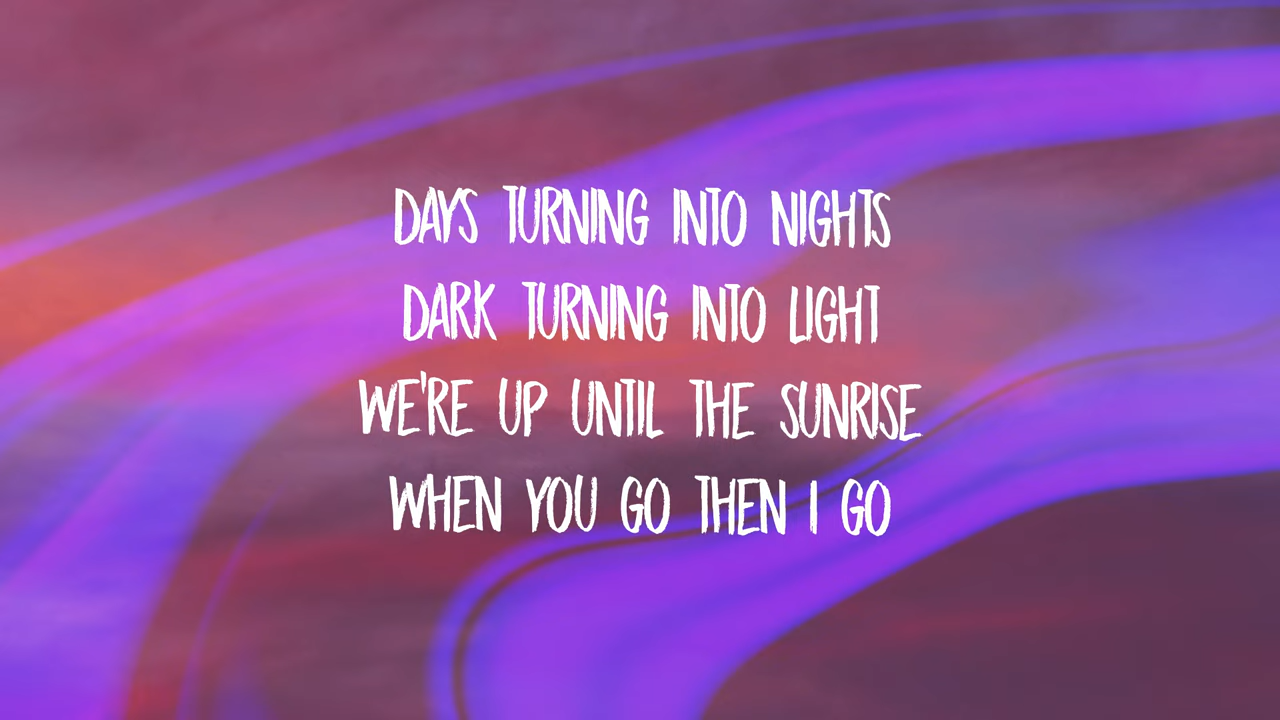 DAYS TURNING INTO NIGHTS
DARK TURNING INTO LIGHT
WE'RE UP UNTIL THE SUNRISE
WHEN YOU GO THEN I GO